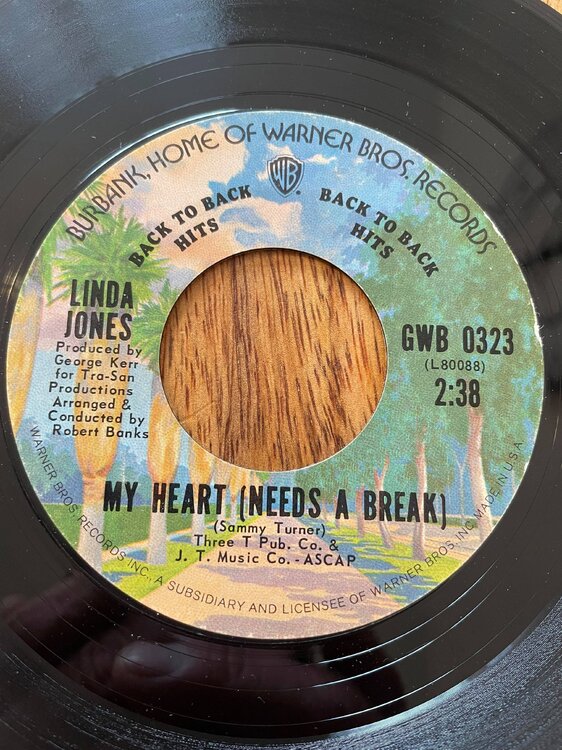 BURBANK, HOME OF WARNER BROS. RECORDS
WB
BACK TO BACK
HITS
BACK TO BACK
HITS
LINDA
JONES
Produced by
George Kerr
for Tra-San
Productions
Arranged &
Conducted by
Robert Banks
GWB 0323
(L80088)
2:38
MY HEART (NEEDS A BREAK)
(Sammy Turner)
Three T Pub. Co. &
J. T. Music Co. - ASCAP
WARNER BROS. RECORDS INC., A SUBSIDIARY AND LICENSEE OF WARNER BROS. INC. MADE IN U.S.A.